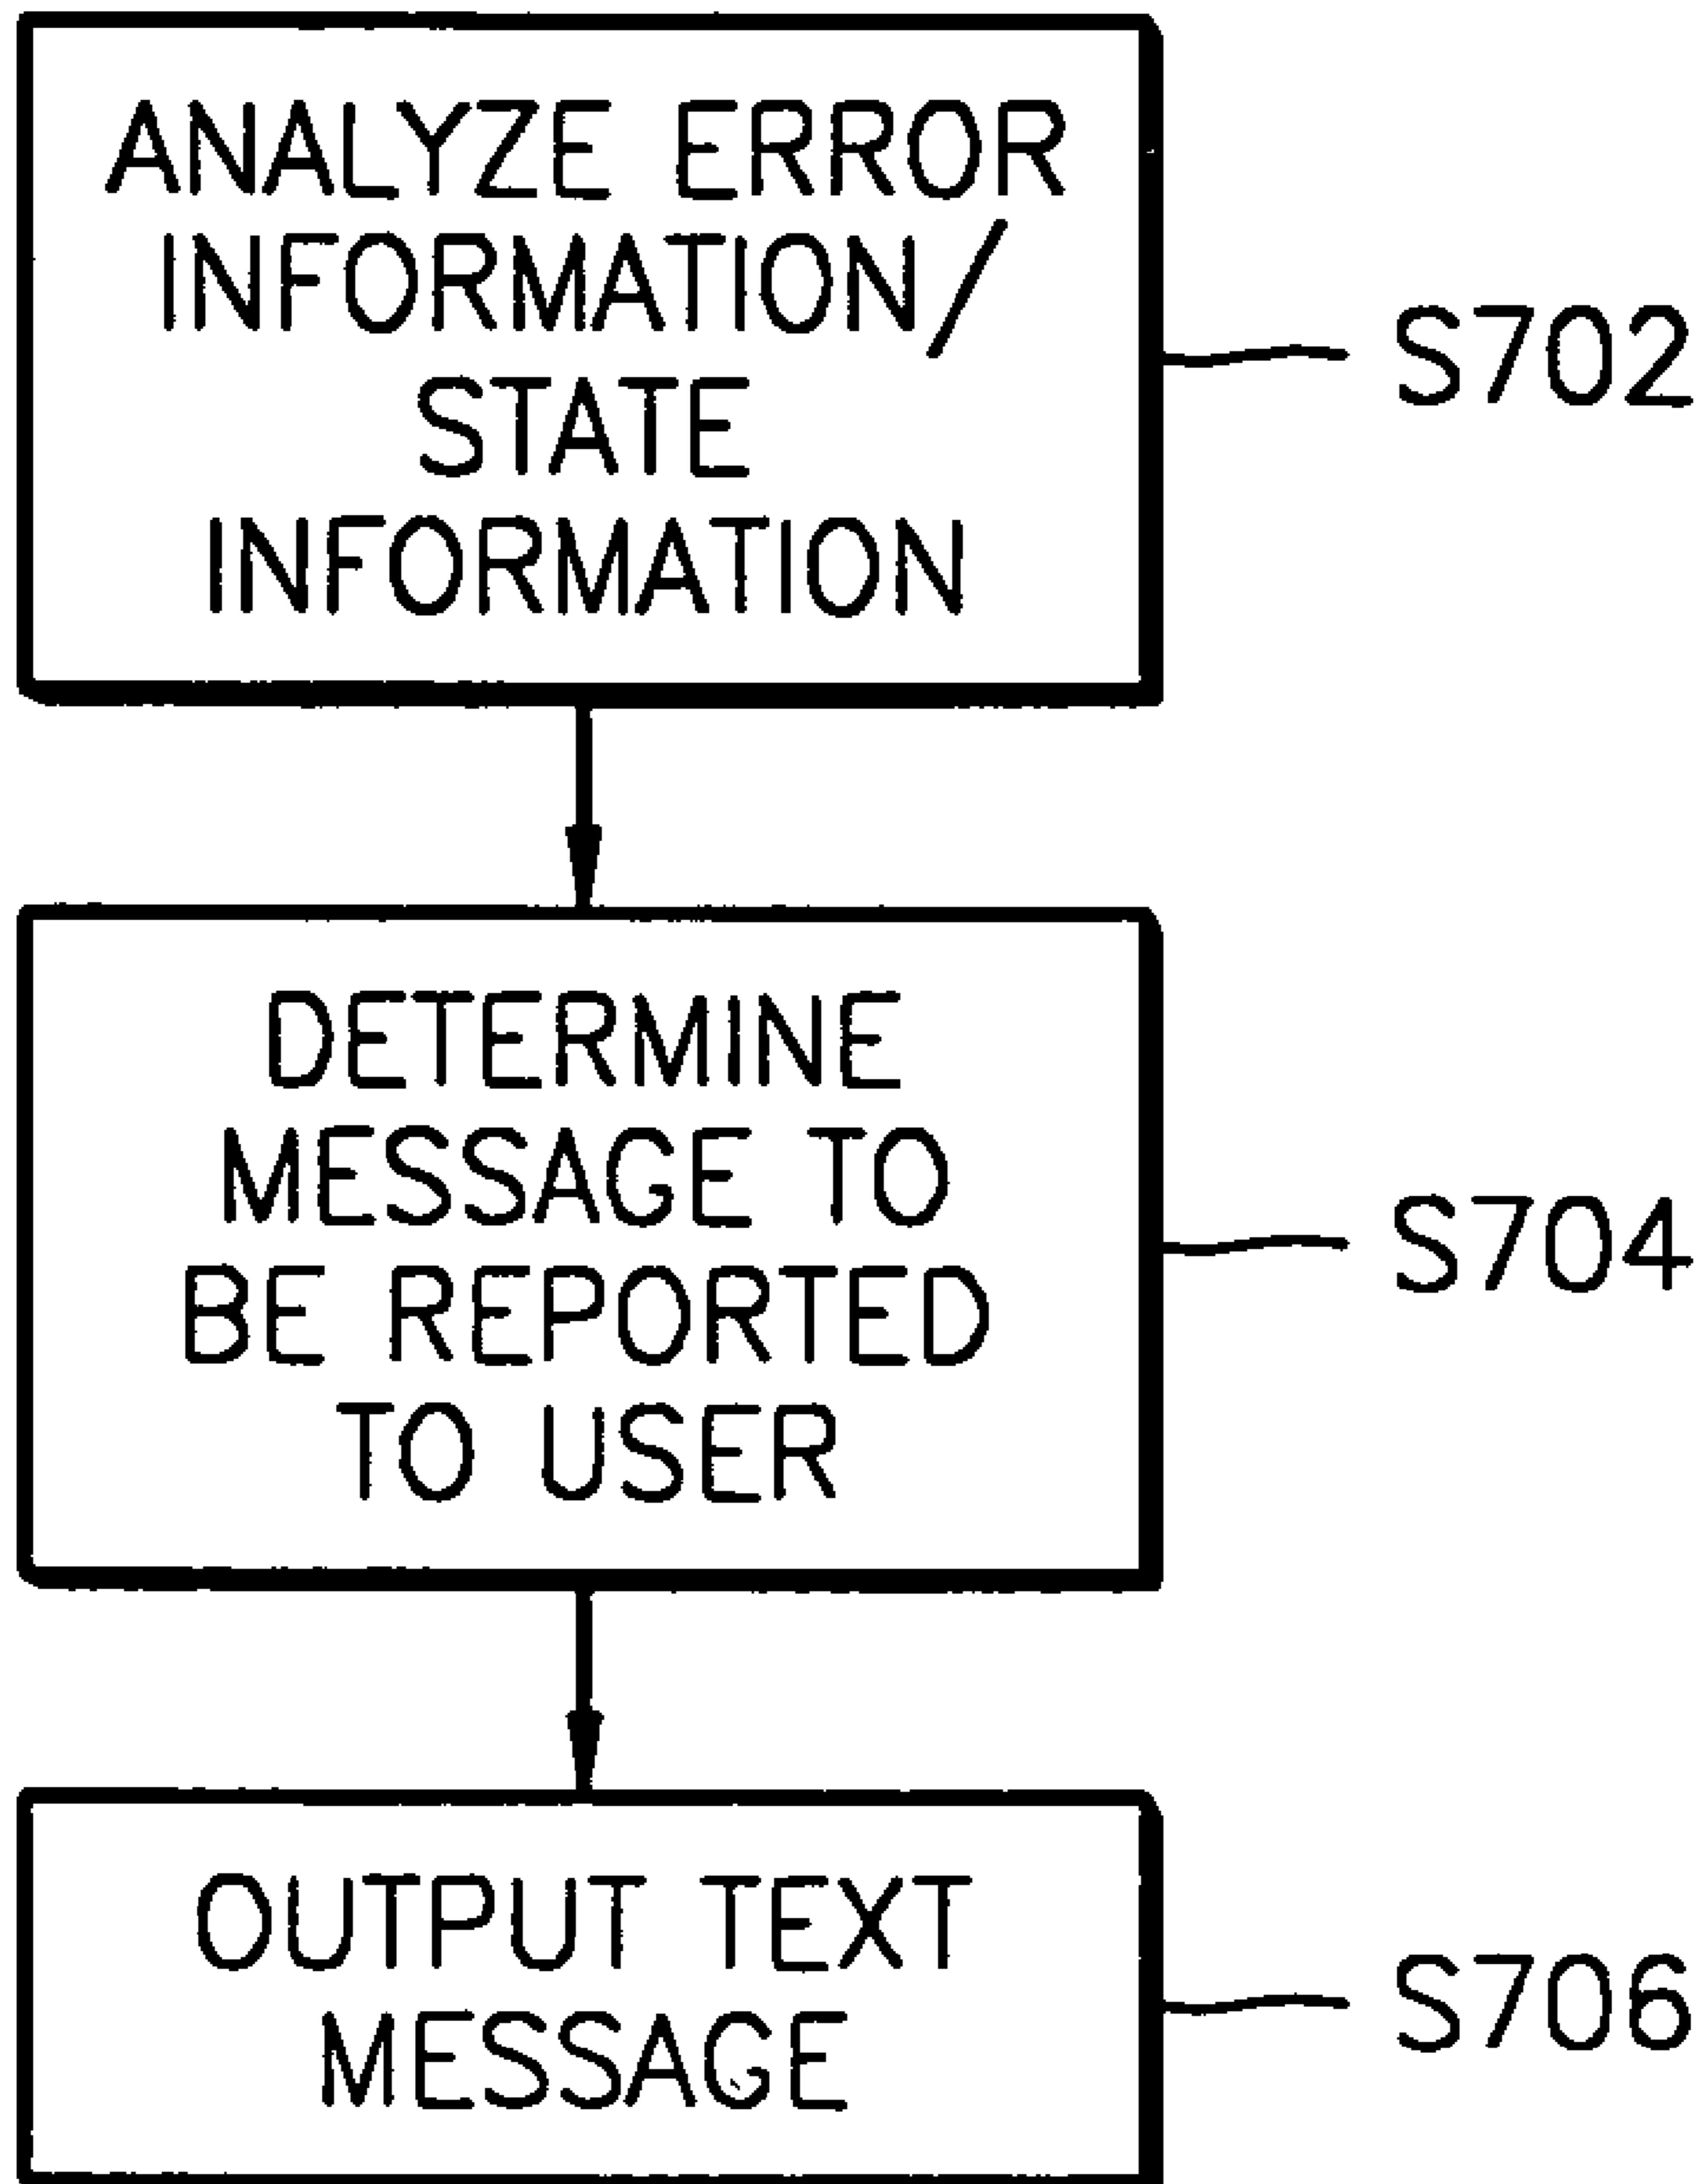 ANALYZE ERROR
INFORMATION/
STATE
INFORMATION
S702
DETERMINE
MESSAGE TO
BE REPORTED
TO USER
S704
OUTPUT TEXT
MESSAGE
S706